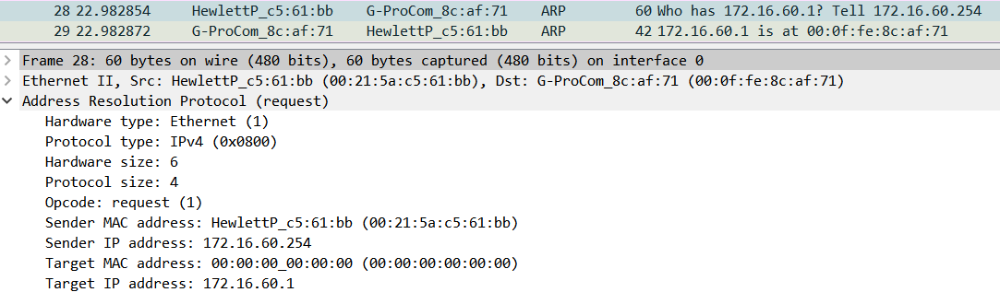 28 22.982854 HewlettP_c5:61:bb G-ProCom_8c:af:71 ARP 60 Who has 172.16.60.1? Tell 172.16.60.254
29 22.982872 G-ProCom_8c:af:71 HewlettP_c5:61:bb ARP 42 172.16.60.1 is at 00:0f:fe:8c:af:71
Frame 28: 60 bytes on wire (480 bits), 60 bytes captured (480 bits) on interface 0
Ethernet II, Src: HewlettP_c5:61:bb (00:21:5a:c5:61:bb), Dst: G-ProCom_8c:af:71 (00:0f:fe:8c:af:71)
Address Resolution Protocol (request)
Hardware type: Ethernet (1)
Protocol type: IPv4 (0x0800)
Hardware size: 6
Protocol size: 4
Opcode: request (1)
Sender MAC address: HewlettP_c5:61:bb (00:21:5a:c5:61:bb)
Sender IP address: 172.16.60.254
Target MAC address: 00:00:00_00:00:00 (00:00:00:00:00:00)
Target IP address: 172.16.60.1